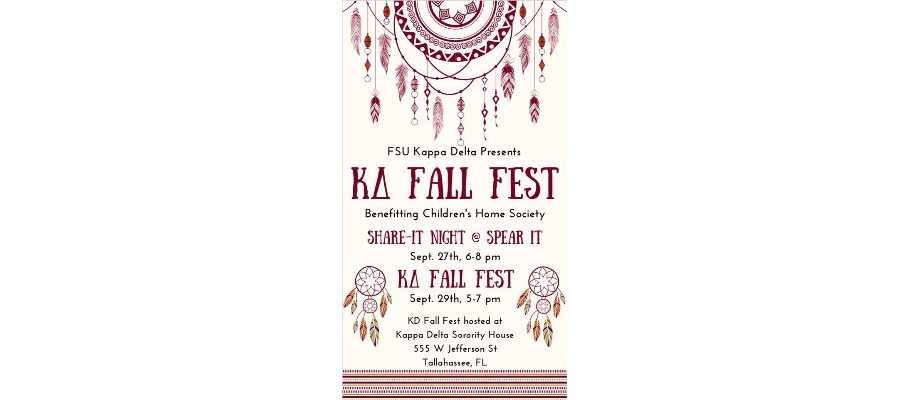 FSU Kappa Delta Presents
KΔ FALL FEST
Benefitting Children's Home Society
SHARE-IT NIGHT @ SPEAR IT
Sept. 27th, 6-8 pm
KΔ FALL FEST
Sept. 29th, 5-7 pm
KD Fall Fest hosted at
Kappa Delta Sorority House
555 W Jefferson St
Tallahassee, FL